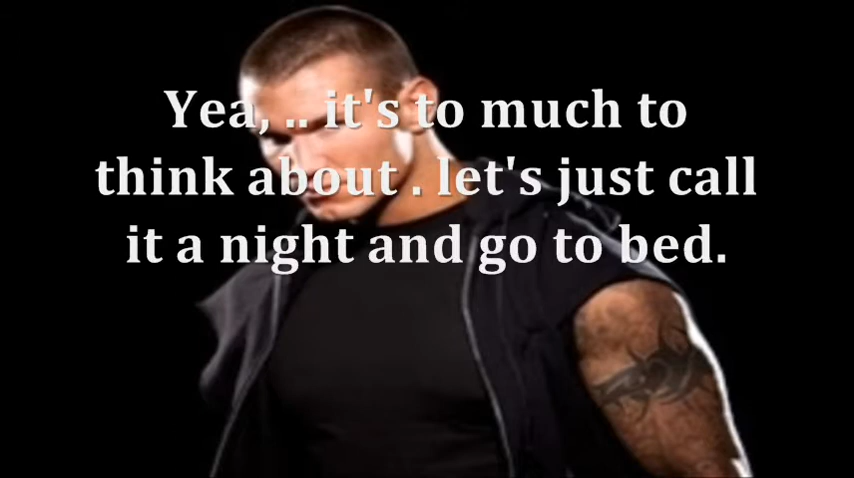 Yea, .. it's to much to
think about . let's just call
it a night and go to bed.